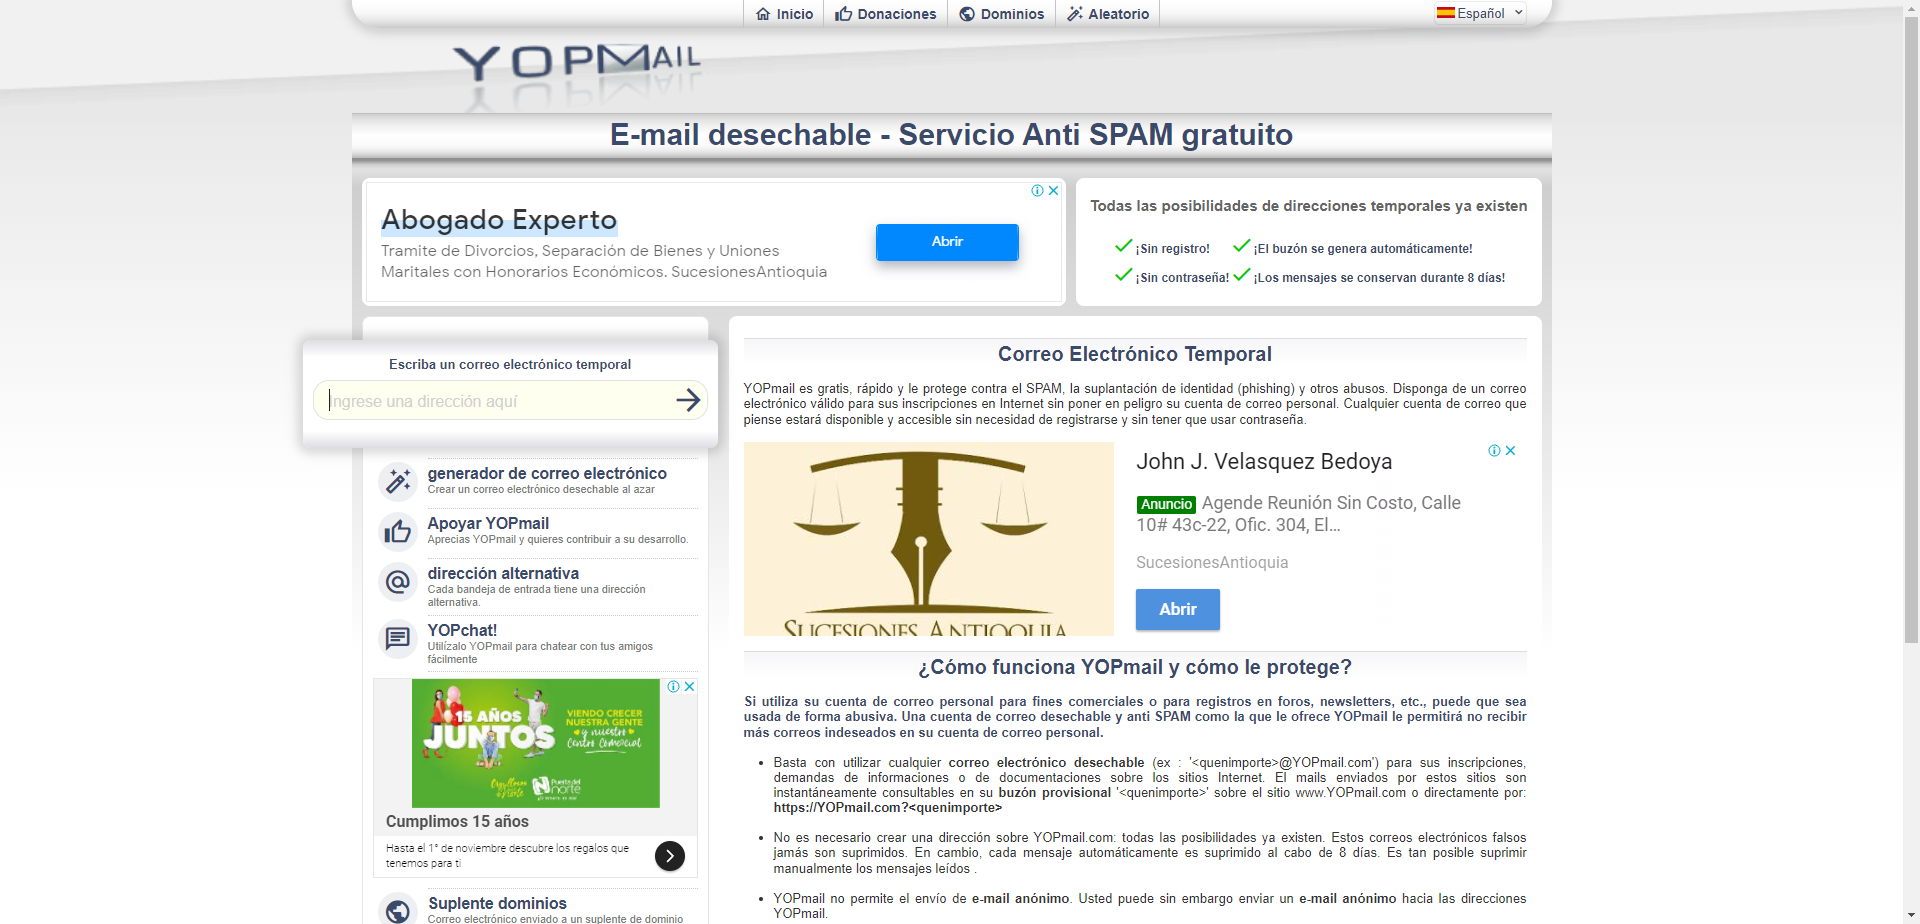 Inicio
Donaciones
Dominios
Aleatorio
Español
YOPMAIL
E-mail desechable - Servicio Anti SPAM gratuito
Abogado Experto
Tramite de Divorcios, Separación de Bienes y Uniones
Maritales con Honorarios Económicos. SucesionesAntioquia
Abrir
Todas las posibilidades de direcciones temporales ya existen
¡Sin registro!
¡El buzón se genera automáticamente!
¡Sin contraseña!
¡Los mensajes se conservan durante 8 días!
Escriba un correo electrónico temporal
Ingrese una dirección aquí
generador de correo electrónico
Crear un correo electrónico desechable al azar
Apoyar YOPmail
Aprecias YOPmail y quieres contribuir a su desarrollo.
dirección alternativa
Cada bandeja de entrada tiene una dirección
alternativa.
YOPchat!
Utilízalo YOPmail para chatear con tus amigos
fácilmente
15 AÑOS
JUNTOS
VIENDO CRECER
NUESTRA GENTE
y nuestro
Centro Comercial
Puerta del
norte
Cumplimos 15 años
Hasta el 1° de noviembre descubre los regalos que
tenemos para ti
Suplente dominios
Correo electrónico enviado a un suplente de dominio
Correo Electrónico Temporal
YOPmail es gratis, rápido y le protege contra el SPAM, la suplantación de identidad (phishing) y otros abusos. Disponga de un correo
electrónico válido para sus inscripciones en Internet sin poner en peligro su cuenta de correo personal. Cualquier cuenta de correo que
piense estará disponible y accesible sin necesidad de registrarse y sin tener que usar contraseña.
SUCESIONES ANTIOQUIA
John J. Velasquez Bedoya
Anuncio Agende Reunión Sin Costo, Calle
10# 43c-22, Ofic. 304, El...
SucesionesAntioquia
Abrir
¿Cómo funciona YOPmail y cómo le protege?
Si utiliza su cuenta de correo personal para fines comerciales o para registros en foros, newsletters, etc., puede que sea
usada de forma abusiva. Una cuenta de correo desechable y anti SPAM como la que le ofrece YOPmail le permitirá no recibir
más correos indeseados en su cuenta de correo personal.
• Basta con utilizar cualquier correo electrónico desechable (ex : '<quenimporte>@YOPmail.com') para sus inscripciones,
demandas de informaciones o de documentaciones sobre los sitios Internet. El mails enviados por estos sitios son
instantáneamente consultables en su buzón provisional '<quenimporte>' sobre el sitio www.YOPmail.com o directamente por:
https://YOPmail.com?<quenimporte>
• No es necesario crear una dirección sobre YOPmail.com: todas las posibilidades ya existen. Estos correos electrónicos falsos
jamás son suprimidos. En cambio, cada mensaje automáticamente es suprimido al cabo de 8 días. Es tan posible suprimir
manualmente los mensajes leídos .
• YOPmail no permite el envío de e-mail anónimo. Usted puede sin embargo enviar un e-mail anónimo hacia las direcciones
YOPmail.